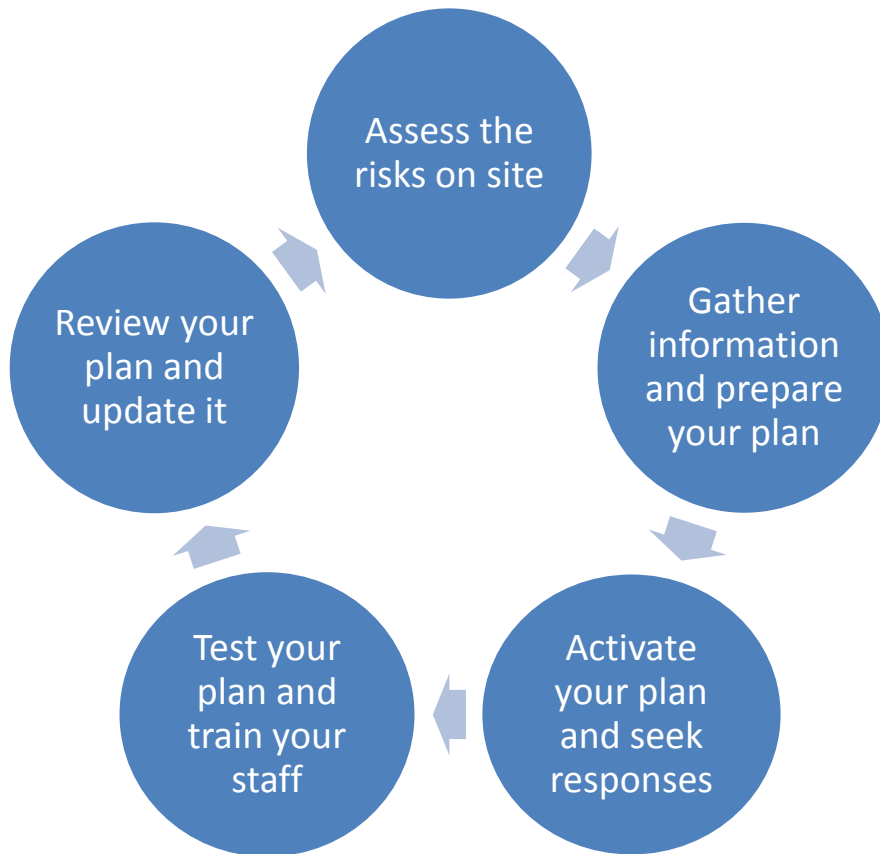 Assess the
risks on site
Gather
information
and prepare
your plan
Activate
your plan
and seek
responses
Test your
plan and
train your
staff
Review your
plan and
update it